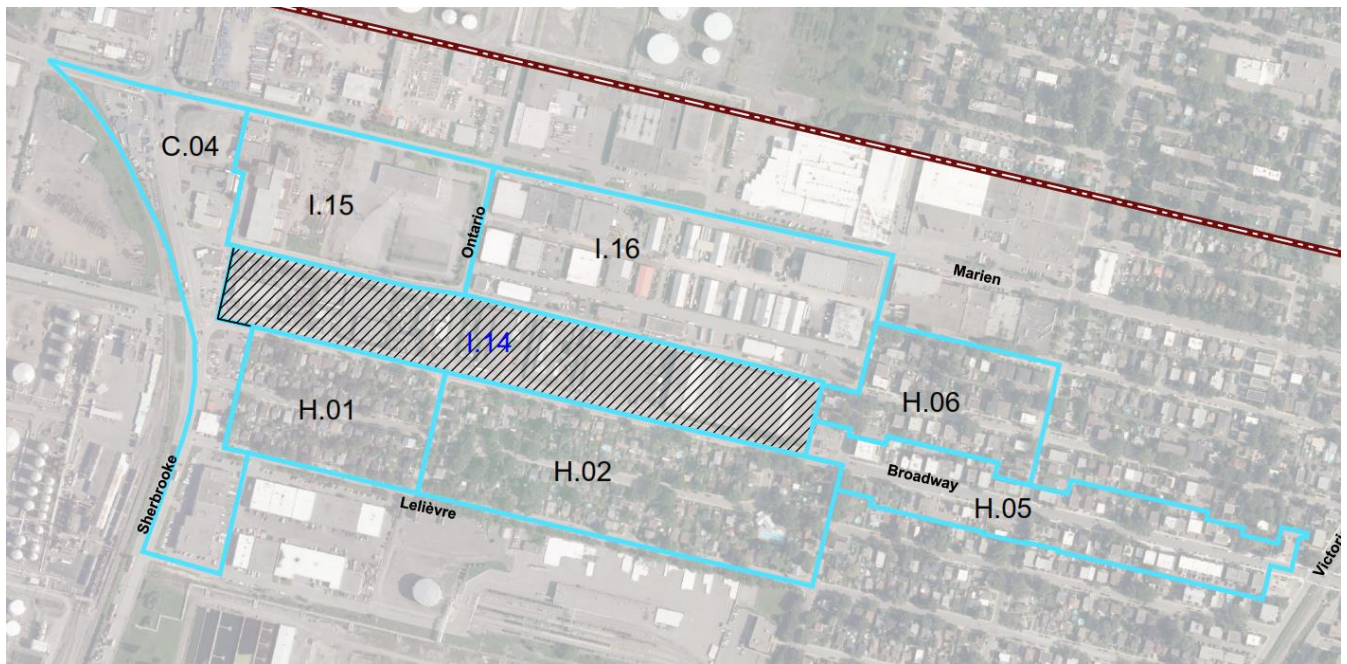 C.04
I.15
Ontario
I.16
Marien
I.14
H.01
H.06
H.02
Broadway
H.05
Sherbrooke
Lelièvre
Victori